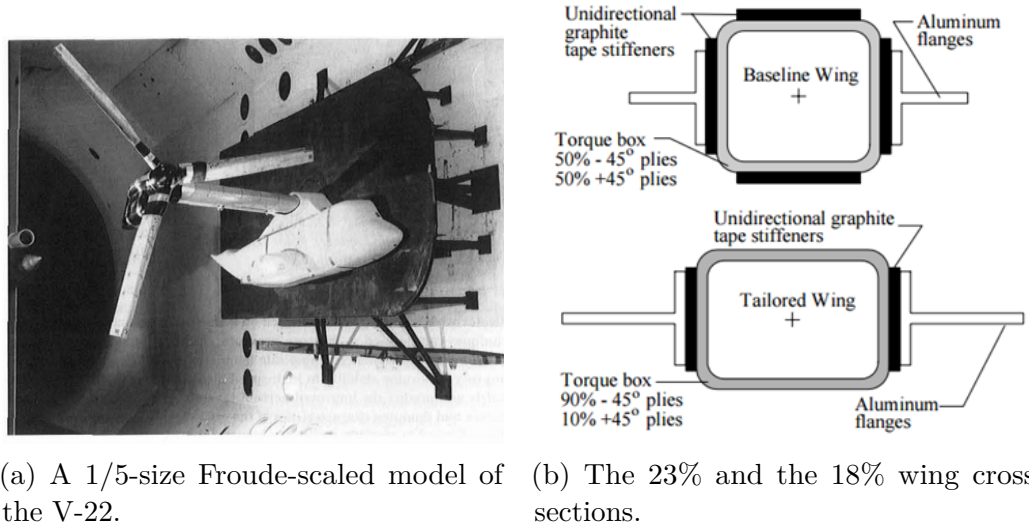 Unidirectional
graphite
tape stiffeners
Aluminum
flanges
Baseline Wing
Torque box
50% - 45° plies
50% +45° plies
Unidirectional graphite
tape stiffeners
Tailored Wing
Torque box
90% - 45° plies
10% +45° plies
Aluminum
flanges
(a) A 1/5-size Froude-scaled model of
the V-22.
(b) The 23% and the 18% wing cross
sections.